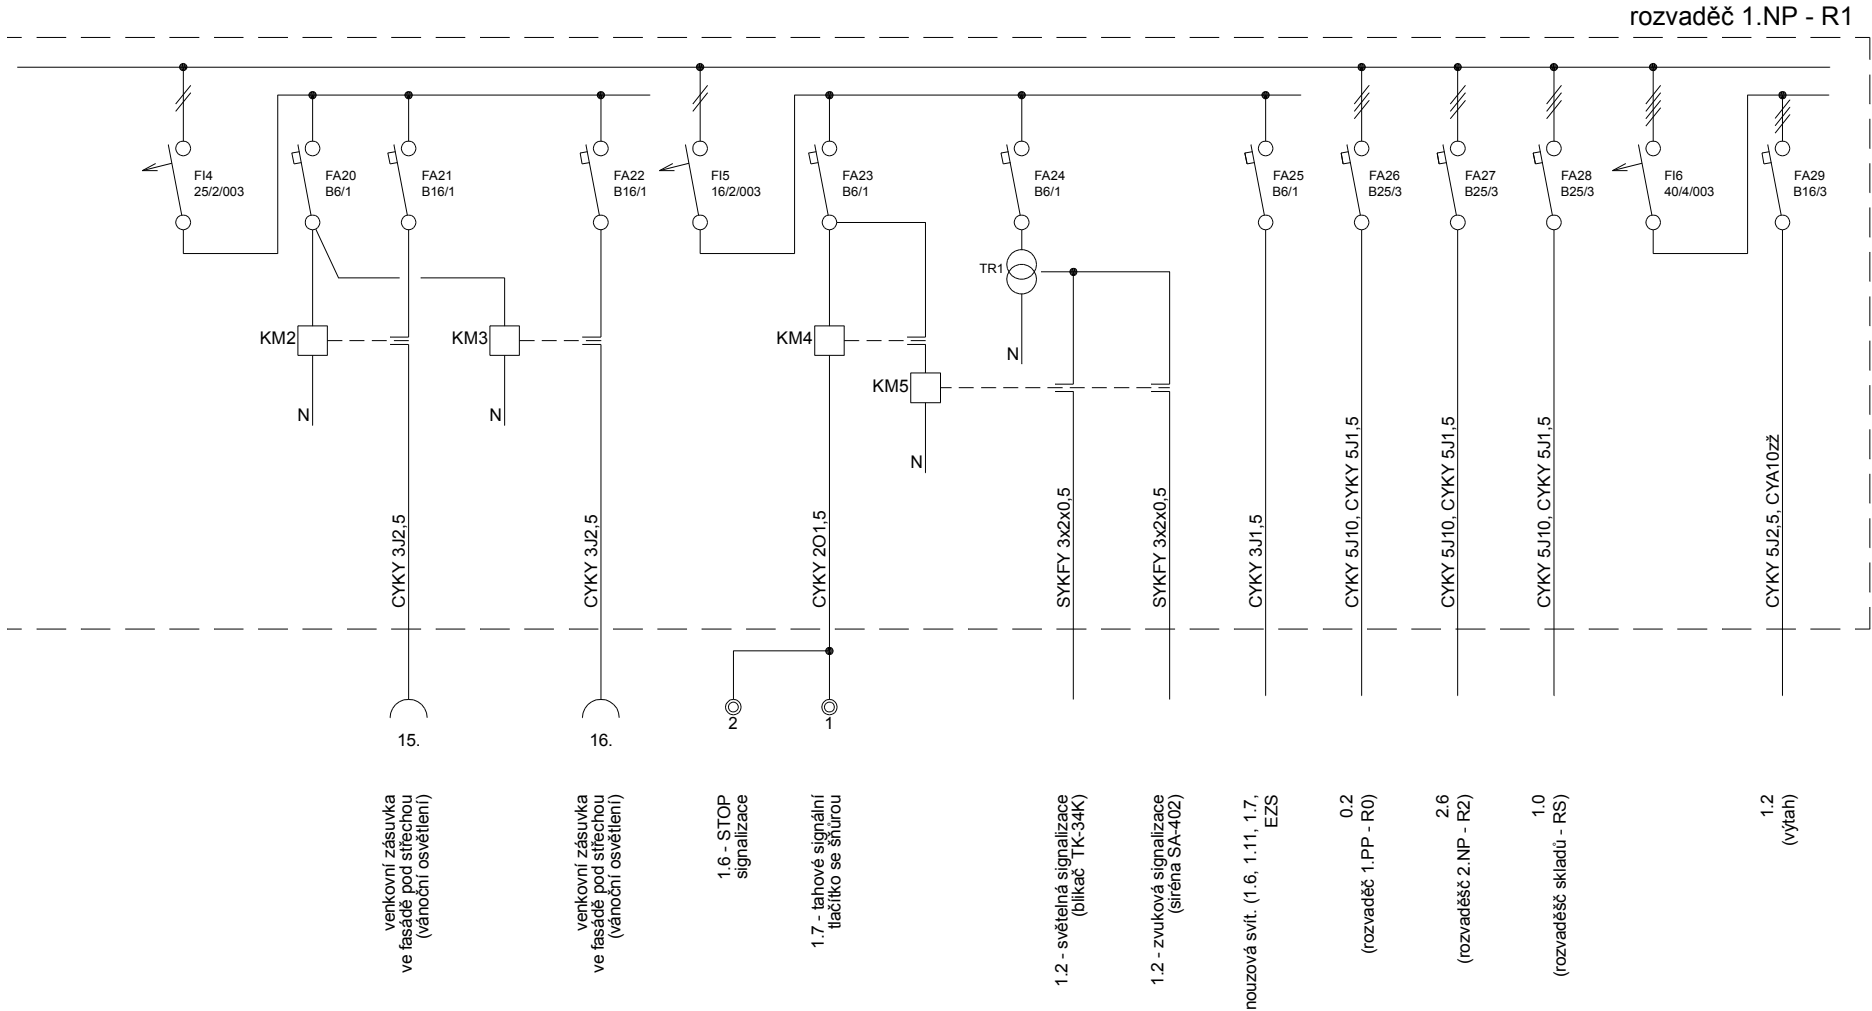 rozvaděč 1.NP - R1
FI4
25/2/003
FA20
B6/1
FA21
B16/1
FA22
B16/1
FI5
16/2/003
FA23
B6/1
FA24
B6/1
FA25
B6/1
FA26
B25/3
FA27
B25/3
FA28
B25/3
FI6
40/4/003
FA29
B16/3
TR1
KM2
KM3
KM4
KM5
N
N
N
N
CYKY 3J2,5
CYKY 3J2,5
CYKY 2O1,5
SYKFY 3x2x0,5
SYKFY 3x2x0,5
CYKY 3J1,5
CYKY 5J10, CYKY 5J1,5
CYKY 5J10, CYKY 5J1,5
CYKY 5J10, CYKY 5J1,5
CYKY 5J2,5, CYA10zž
15.
16.
2
1
venkovní zásuvka
ve fasádě pod střechou
(vánoční osvětlení)
venkovní zásuvka
ve fasádě pod střechou
(vánoční osvětlení)
1.6 - STOP
signalizace
1.7 - tahové signální
tlačítko se šňůrou
1.2 - světelná signalizace
(blikač TK-34K)
1.2 - zvuková signalizace
(siréna SA-402)
nouzová svít. (1.6, 1.11, 1.7,
EZS
0.2
(rozvaděč 1.PP - R0)
2.6
(rozvaděšč 2.NP - R2)
1.0
(rozvaděšč skladů - RS)
1.2
(výtah)